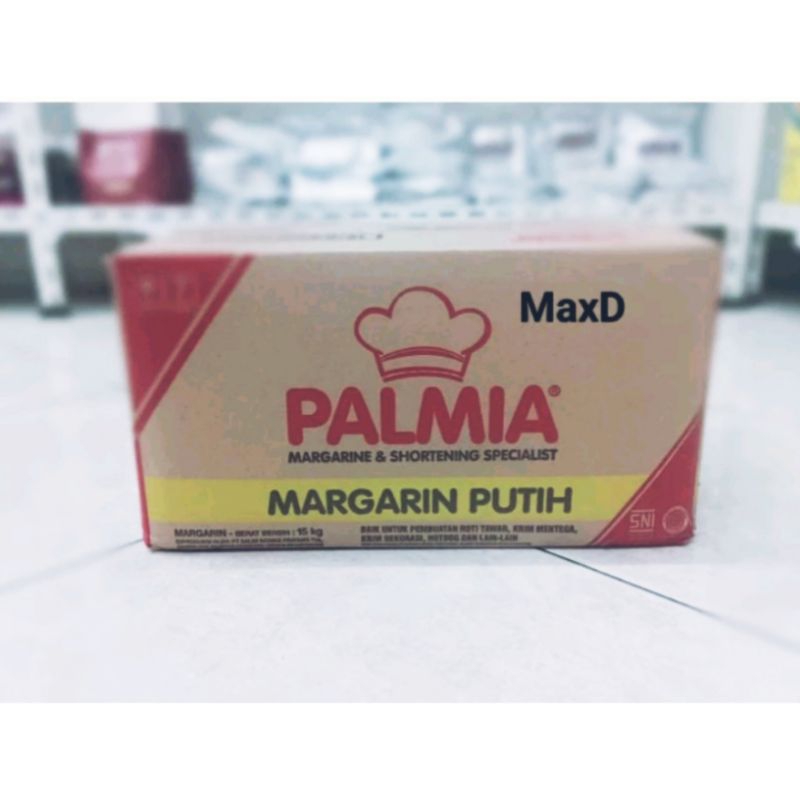 MaxD
PALMIA®
MARGARINE & SHORTENING SPECIALIST
MARGARIN PUTIH
MARGARIN - BERAT BERSIH : 15 kg
BAIK UNTUK PEMBUATAN ROTI TAWAR, KRIM MENTEGA,
KRIM DEKORASI, HOTDOG DAN LAIN-LAIN
SNI